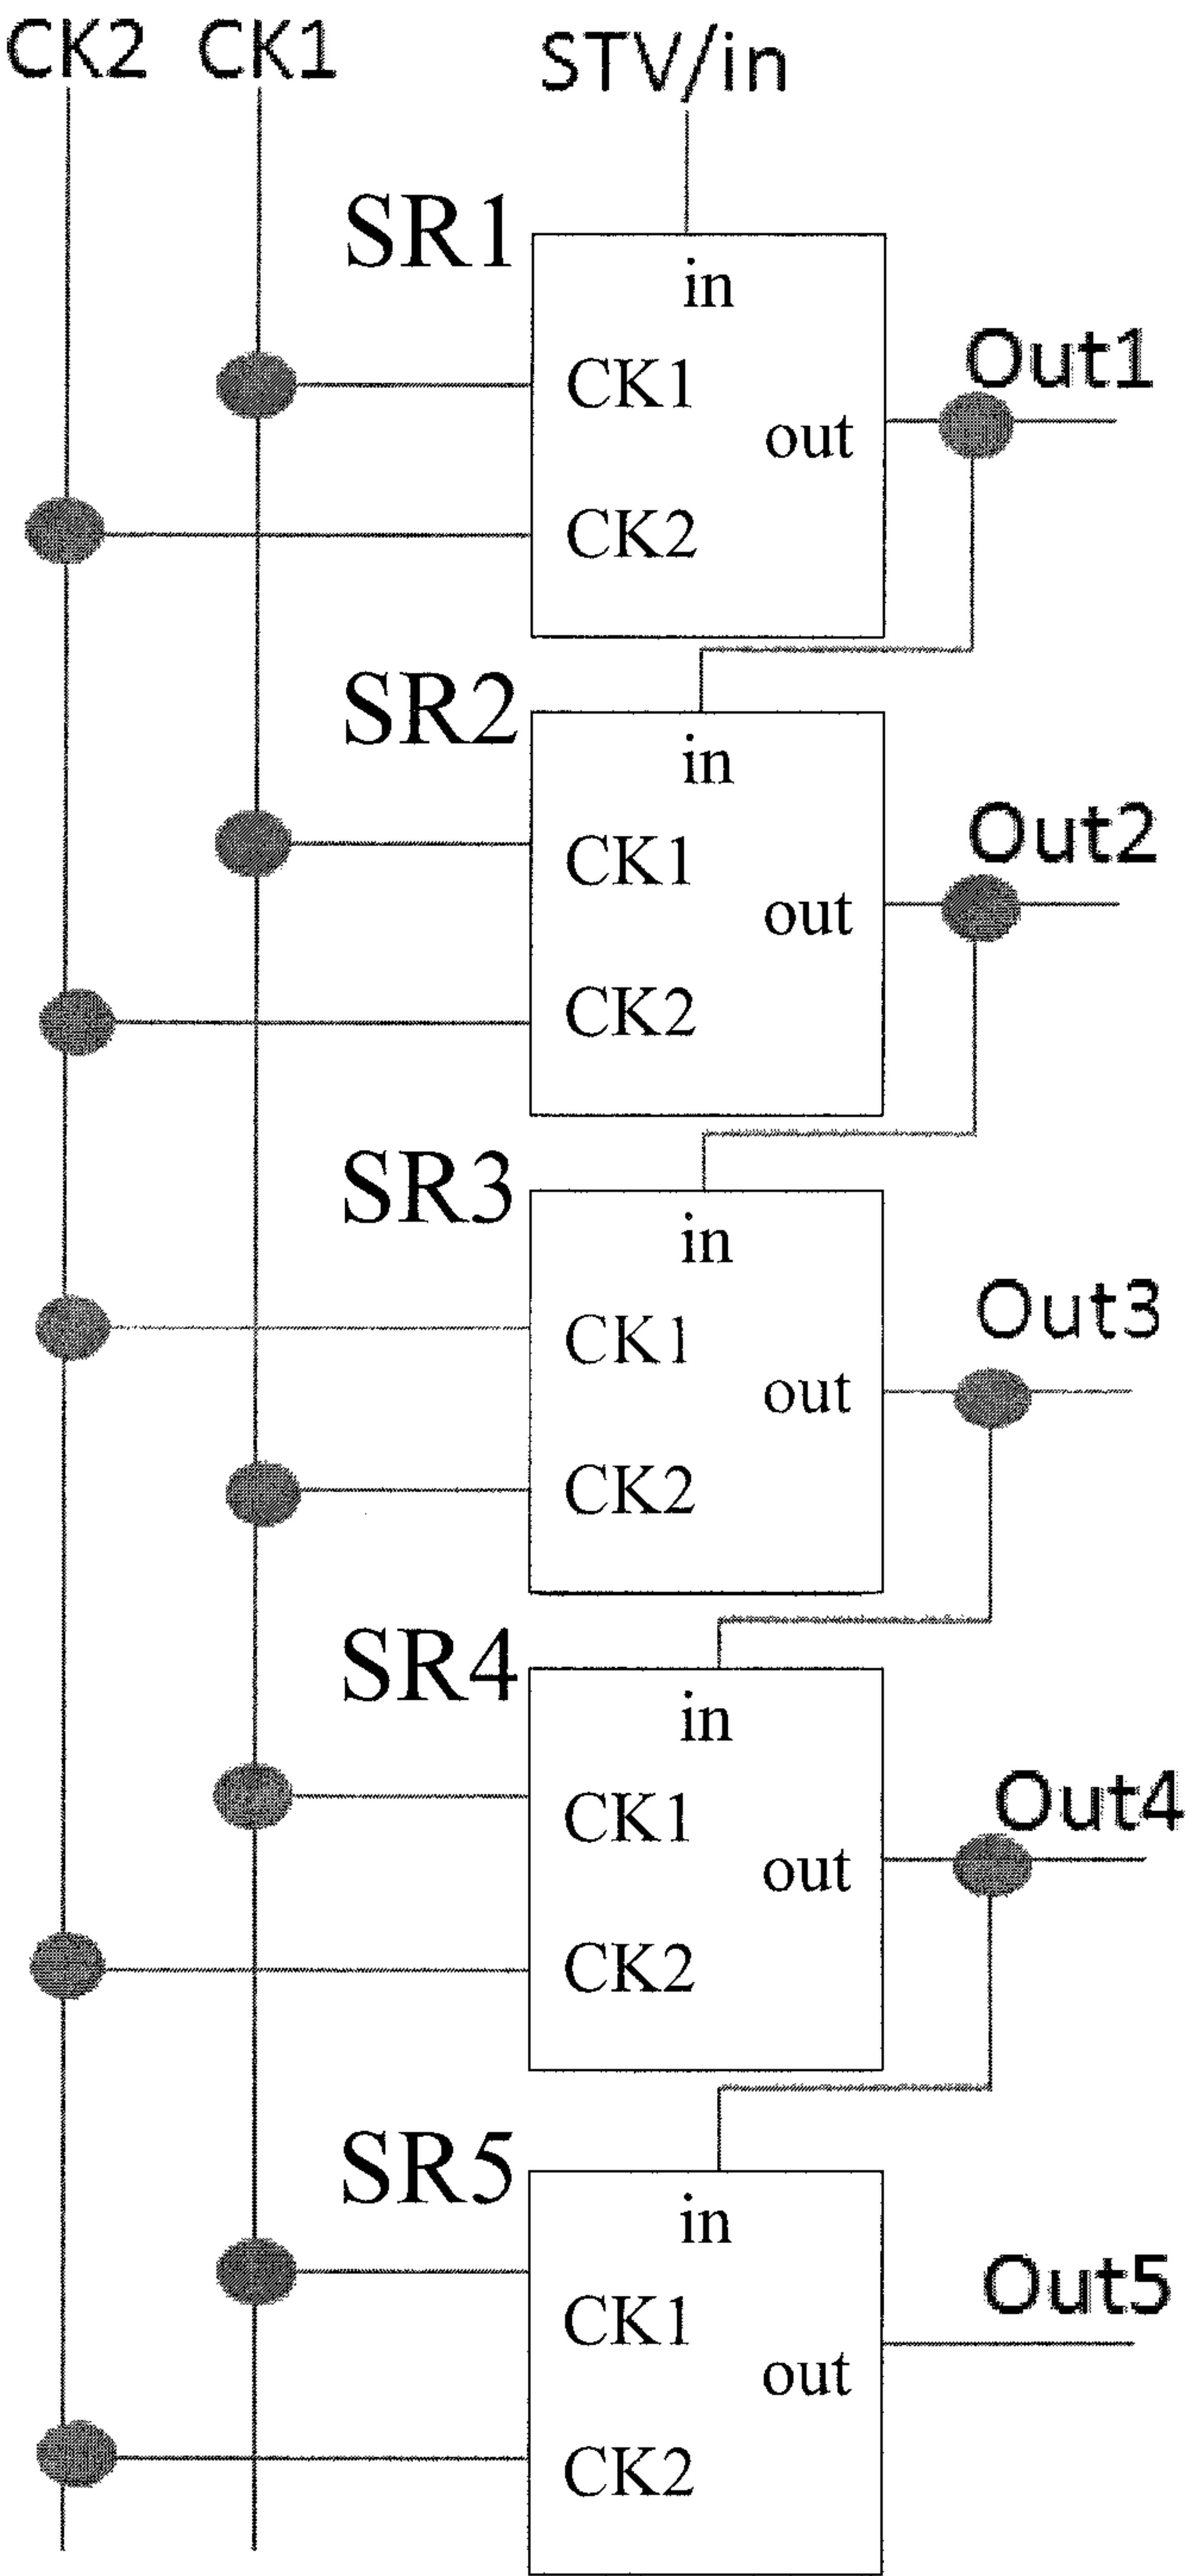 CK2 CK1 STV/in
SR1
in
Out1
CK1
out
CK2
SR2
in
Out2
CK1
out
CK2
SR3
in
Out3
CK1
out
CK2
SR4
in
Out4
CK1
out
CK2
SR5
in
Out5
CK1
out
CK2